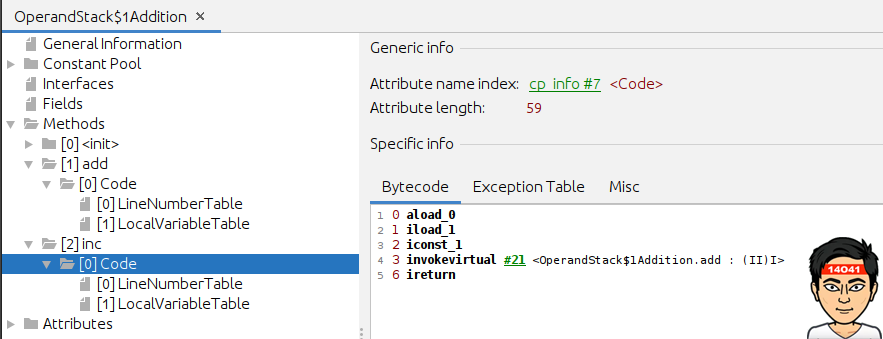 OperandStack$1Addition ×
General Information
Constant Pool
Interfaces
Fields
Methods
[0] <init>
[1] add
[0] Code
[0] LineNumberTable
[1] LocalVariableTable
[2] inc
[0] Code
[0] LineNumberTable
[1] LocalVariableTable
Attributes
Generic info
Attribute name index: cp_info #7 <Code>
Attribute length: 59
Specific info
Bytecode Exception Table Misc
1 0 aload_0
2 1 iload_1
3 2 iconst_1
4 3 invokevirtual #21 <OperandStack$1Addition.add : (II)I>
5 6 ireturn
14041